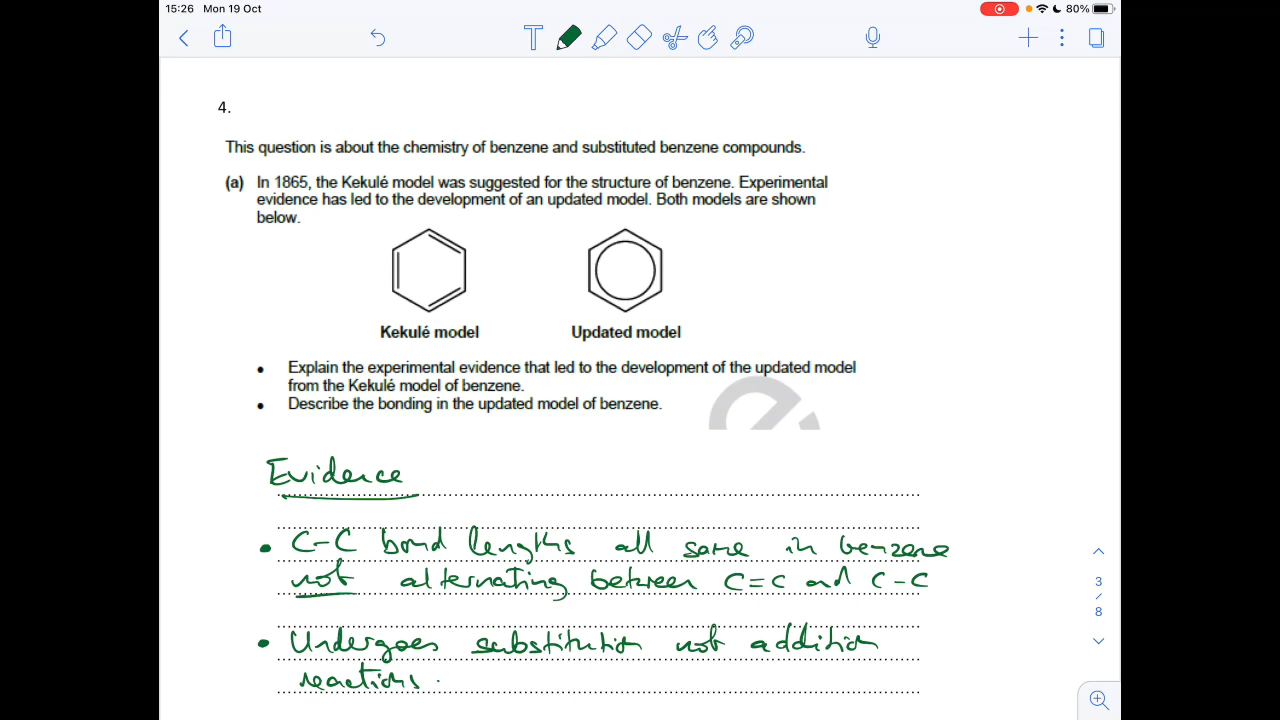 15:26 Mon 19 Oct
80%
T
4.
This question is about the chemistry of benzene and substituted benzene compounds.
(a) In 1865, the Kekulé model was suggested for the structure of benzene. Experimental
evidence has led to the development of an updated model. Both models are shown
below.
Kekulé model
Updated model
• Explain the experimental evidence that led to the development of the updated model
from the Kekulé model of benzene.
• Describe the bonding in the updated model of benzene.
Evidence
• C-C bond lengths all same in benzene
not alternating between C=C and C-C
• Undergoes substitution not addition
reactions.
3
/
8